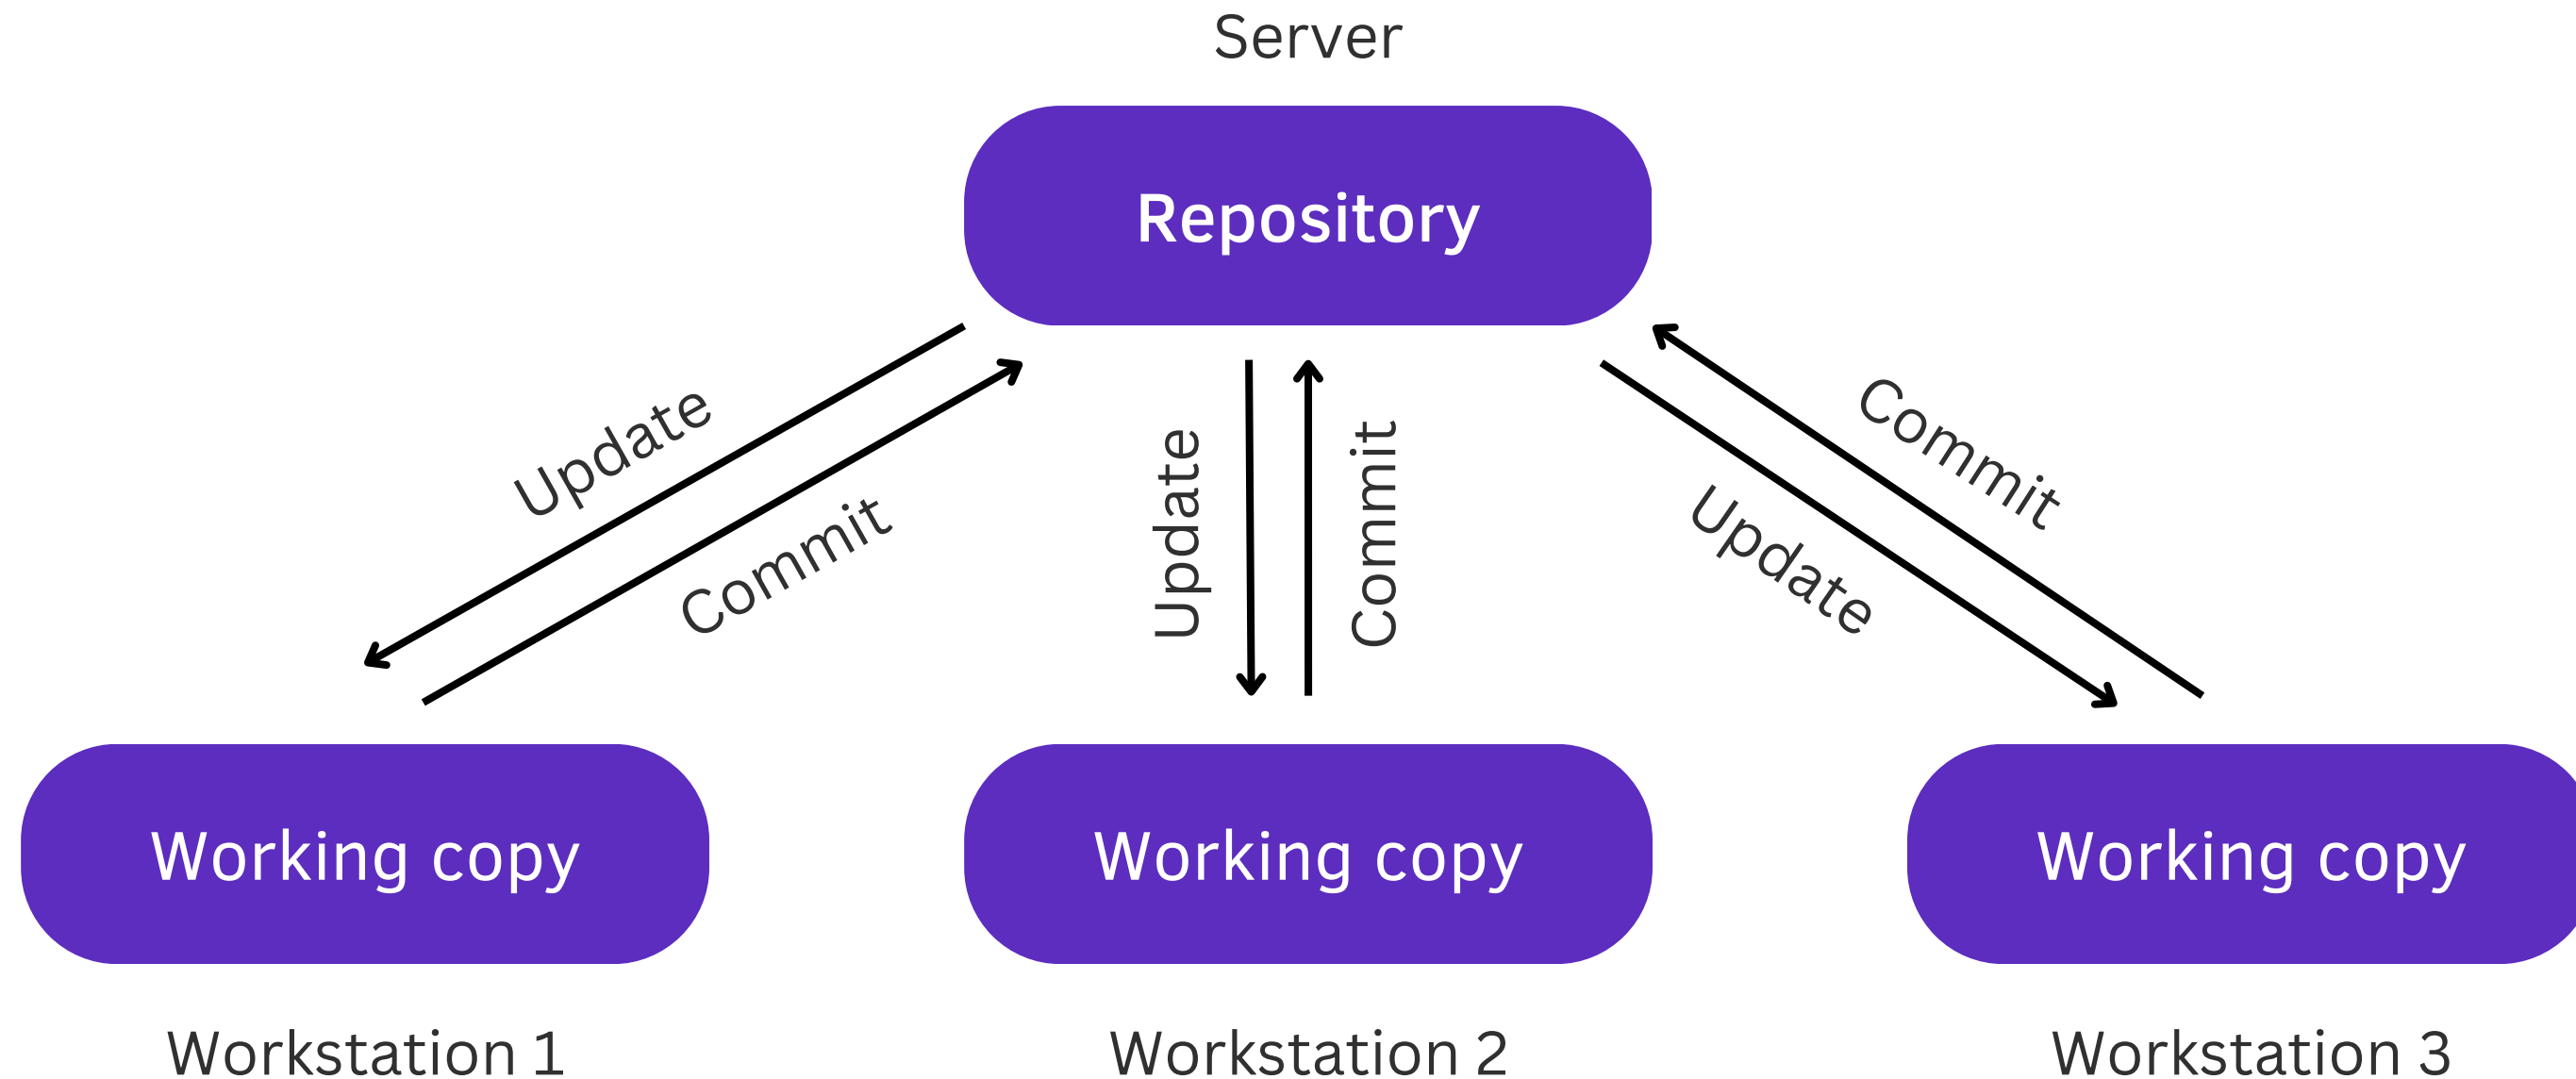 Server
Repository
Update
Commit
Update
Commit
Commit
Update
Working copy
Working copy
Working copy
Workstation 1
Workstation 2
Workstation 3